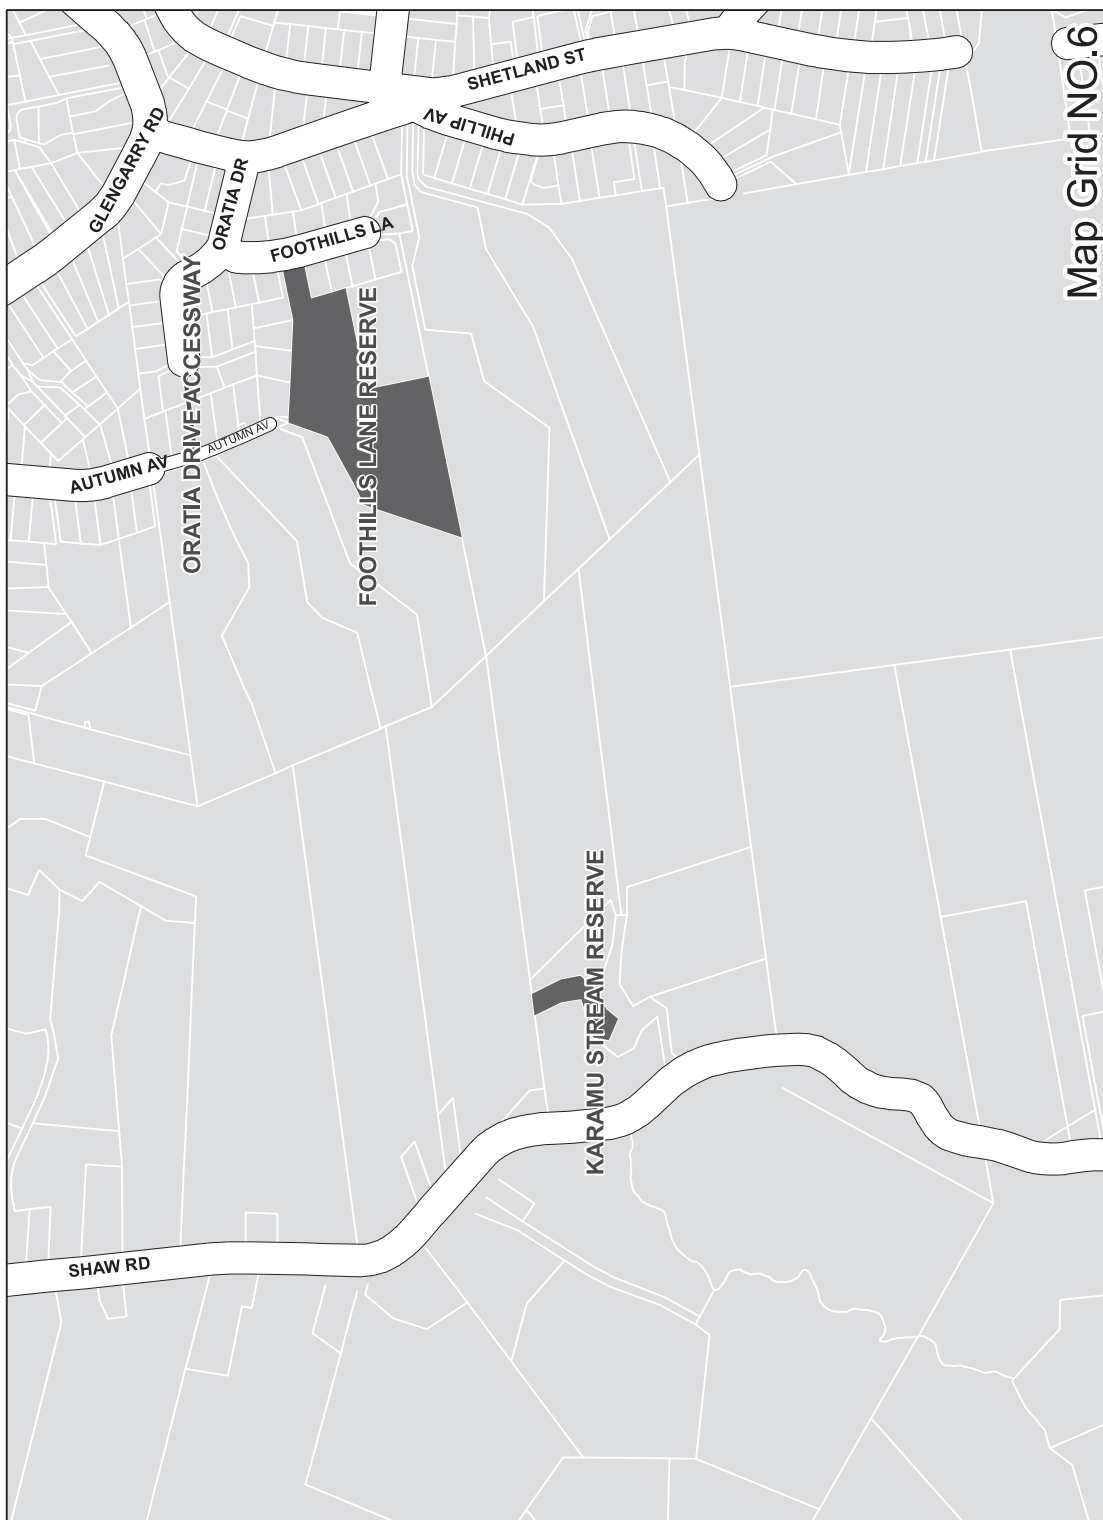 SHETLAND ST
PHILLIP AV
GLENGARRY RD
ORATIA DR
FOOTHILLS LA
ORATIA DRIVE ACCESSWAY
FOOTHILLS LANE RESERVE
AUTUMN AV
AUTUMN AV
KARAMU STREAM RESERVE
SHAW RD
Map Grid NO.6